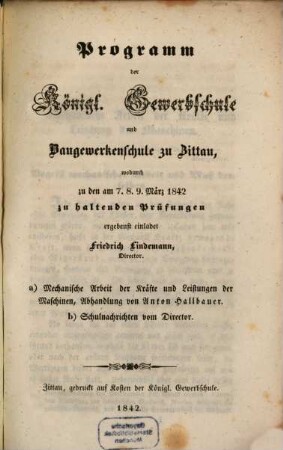 Programm
der
Königl. Gewerbschule
und
Baugewerkenschule zu Zittau,
wodurch
zu den am 7. 8. 9. März 1842
zu haltenden Prüfungen
ergebenst einladet
Friedrich Lindemann,
Director.
a) Mechanische Arbeit der Kräfte und Leistungen der
Maschinen, Abhandlung von Anton Hallbauer.
b) Schulnachrichten vom Director.
Zittau, gedruckt auf Kosten der Königl. Gewerbschule.
1842.